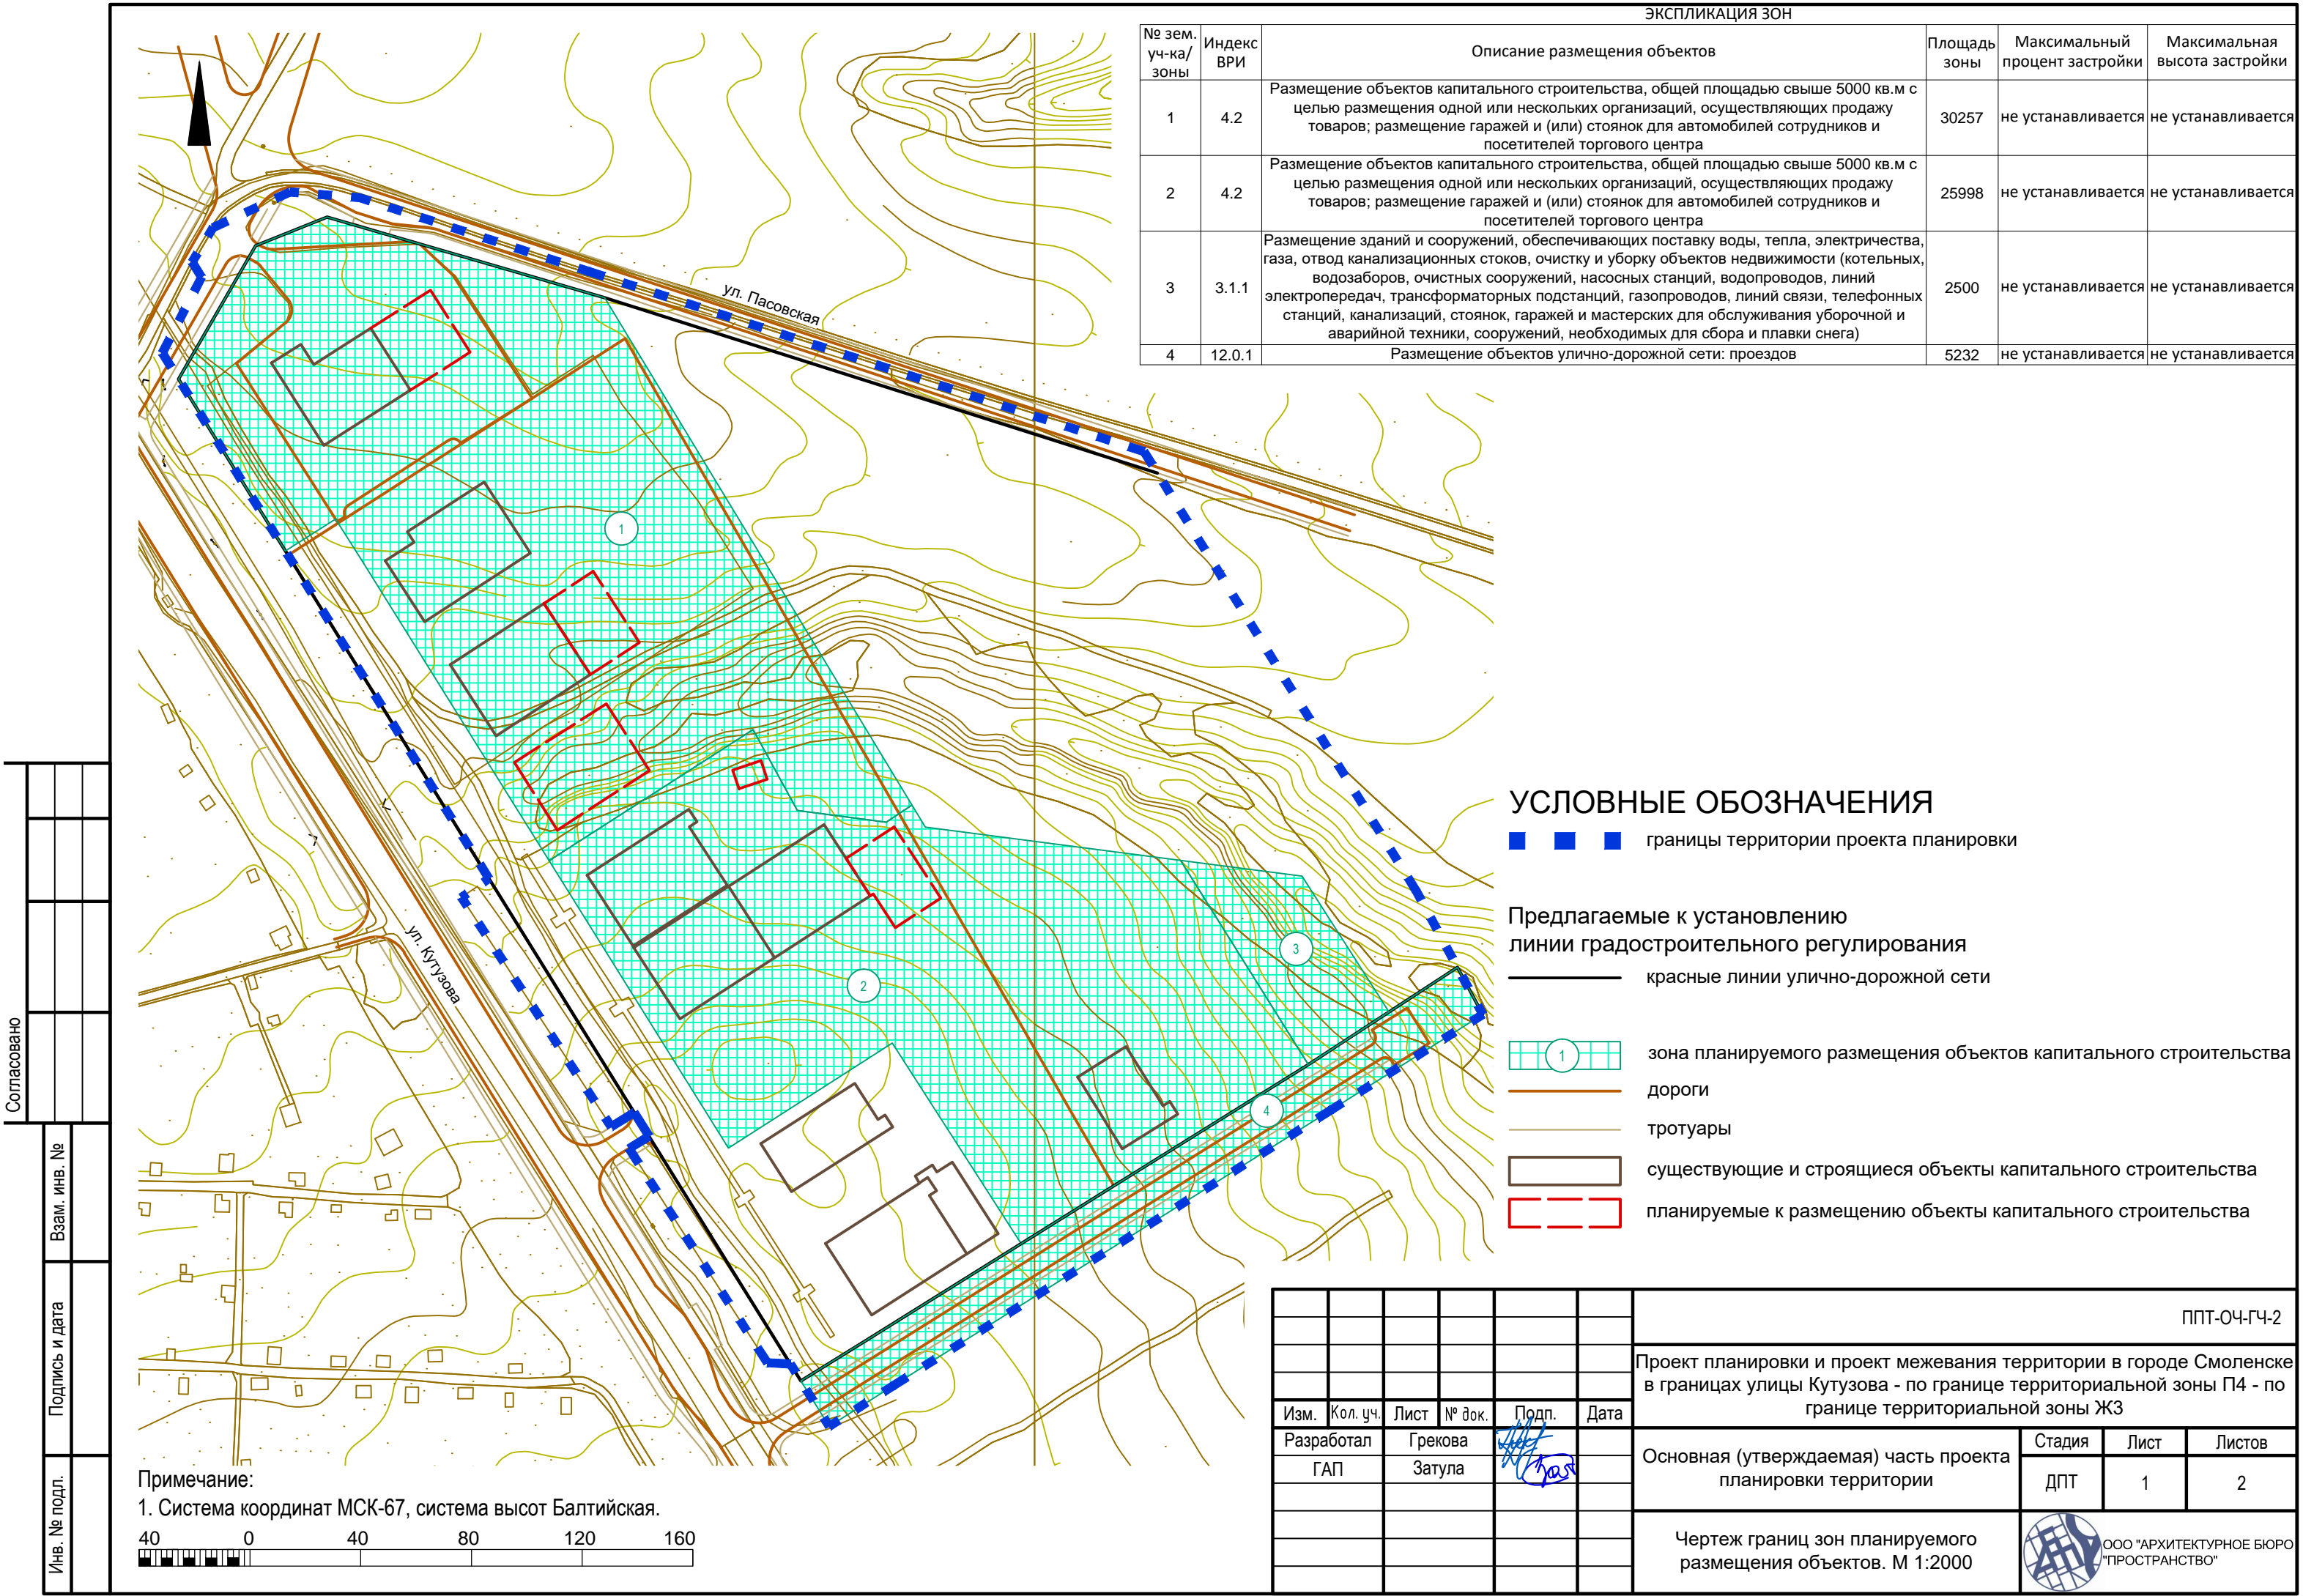 ЭКСПЛИКАЦИЯ ЗОН
№ зем. уч-ка/ зоны
Индекс ВРИ
Описание размещения объектов
Площадь зоны
Максимальный процент застройки
Максимальная высота застройки
1
4.2
Размещение объектов капитального строительства, общей площадью свыше 5000 кв.м с
целью размещения одной или нескольких организаций, осуществляющих продажу
товаров; размещение гаражей и (или) стоянок для автомобилей сотрудников и
посетителей торгового центра
30257
не устанавливается
не устанавливается
2
4.2
Размещение объектов капитального строительства, общей площадью свыше 5000 кв.м с
целью размещения одной или нескольких организаций, осуществляющих продажу
товаров; размещение гаражей и (или) стоянок для автомобилей сотрудников и
посетителей торгового центра
25998
не устанавливается
не устанавливается
3
3.1.1
Размещение зданий и сооружений, обеспечивающих поставку воды, тепла, электричества,
газа, отвод канализационных стоков, очистку и уборку объектов недвижимости (котельных,
водозаборов, очистных сооружений, насосных станций, водопроводов, линий
электропередач, трансформаторных подстанций, газопроводов, линий связи, телефонных
станций, канализаций, стоянок, гаражей и мастерских для обслуживания уборочной и
аварийной техники, сооружений, необходимых для сбора и плавки снега)
2500
не устанавливается
не устанавливается
4
12.0.1
Размещение объектов улично-дорожной сети: проездов
5232
не устанавливается
не устанавливается
ул. Пасовская
1
2
3
4
ул. Кутузова
УСЛОВНЫЕ ОБОЗНАЧЕНИЯ
границы территории проекта планировки
Предлагаемые к установлению
линии градостроительного регулирования
красные линии улично-дорожной сети
1
зона планируемого размещения объектов капитального строительства
дороги
тротуары
существующие и строящиеся объекты капитального строительства
планируемые к размещению объекты капитального строительства
Согласовано
Взам. инв. №
Подпись и дата
Инв. № подл.
Примечание:
1. Система координат МСК-67, система высот Балтийская.
40 0 40 80 120 160
ППТ-ОЧ-ГЧ-2
Проект планировки и проект межевания территории в городе Смоленске
в границах улицы Кутузова - по границе территориальной зоны П4 - по
границе территориальной зоны Ж3
Изм.
Кол. уч.
Лист
№ док.
Подп.
Дата
Разработал
Грекова
ГАП
Затула
Основная (утверждаемая) часть проекта
планировки территории
Стадия
Лист
Листов
ДПТ
1
2
Чертеж границ зон планируемого
размещения объектов. М 1:2000
ООО "АРХИТЕКТУРНОЕ БЮРО
"ПРОСТРАНСТВО"